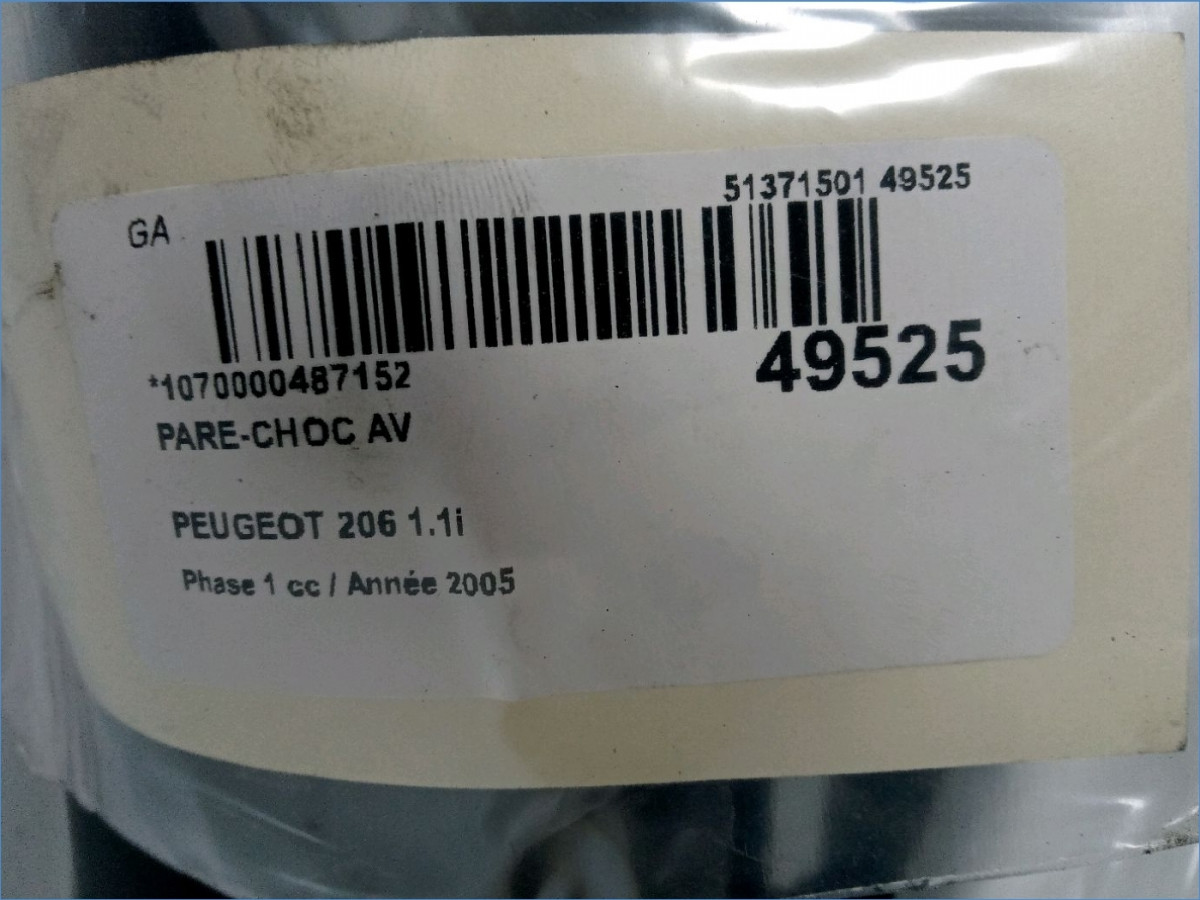 51371501 49525
GA
49525
*1070000487152
PARE-CHOC AV
PEUGEOT 206 1.1i
Phase 1 cc / Année 2005